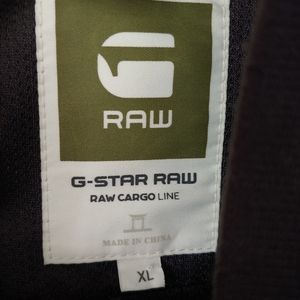 RAW
G-STAR RAW
RAW CARGO LINE
MADE IN CHINA
XL